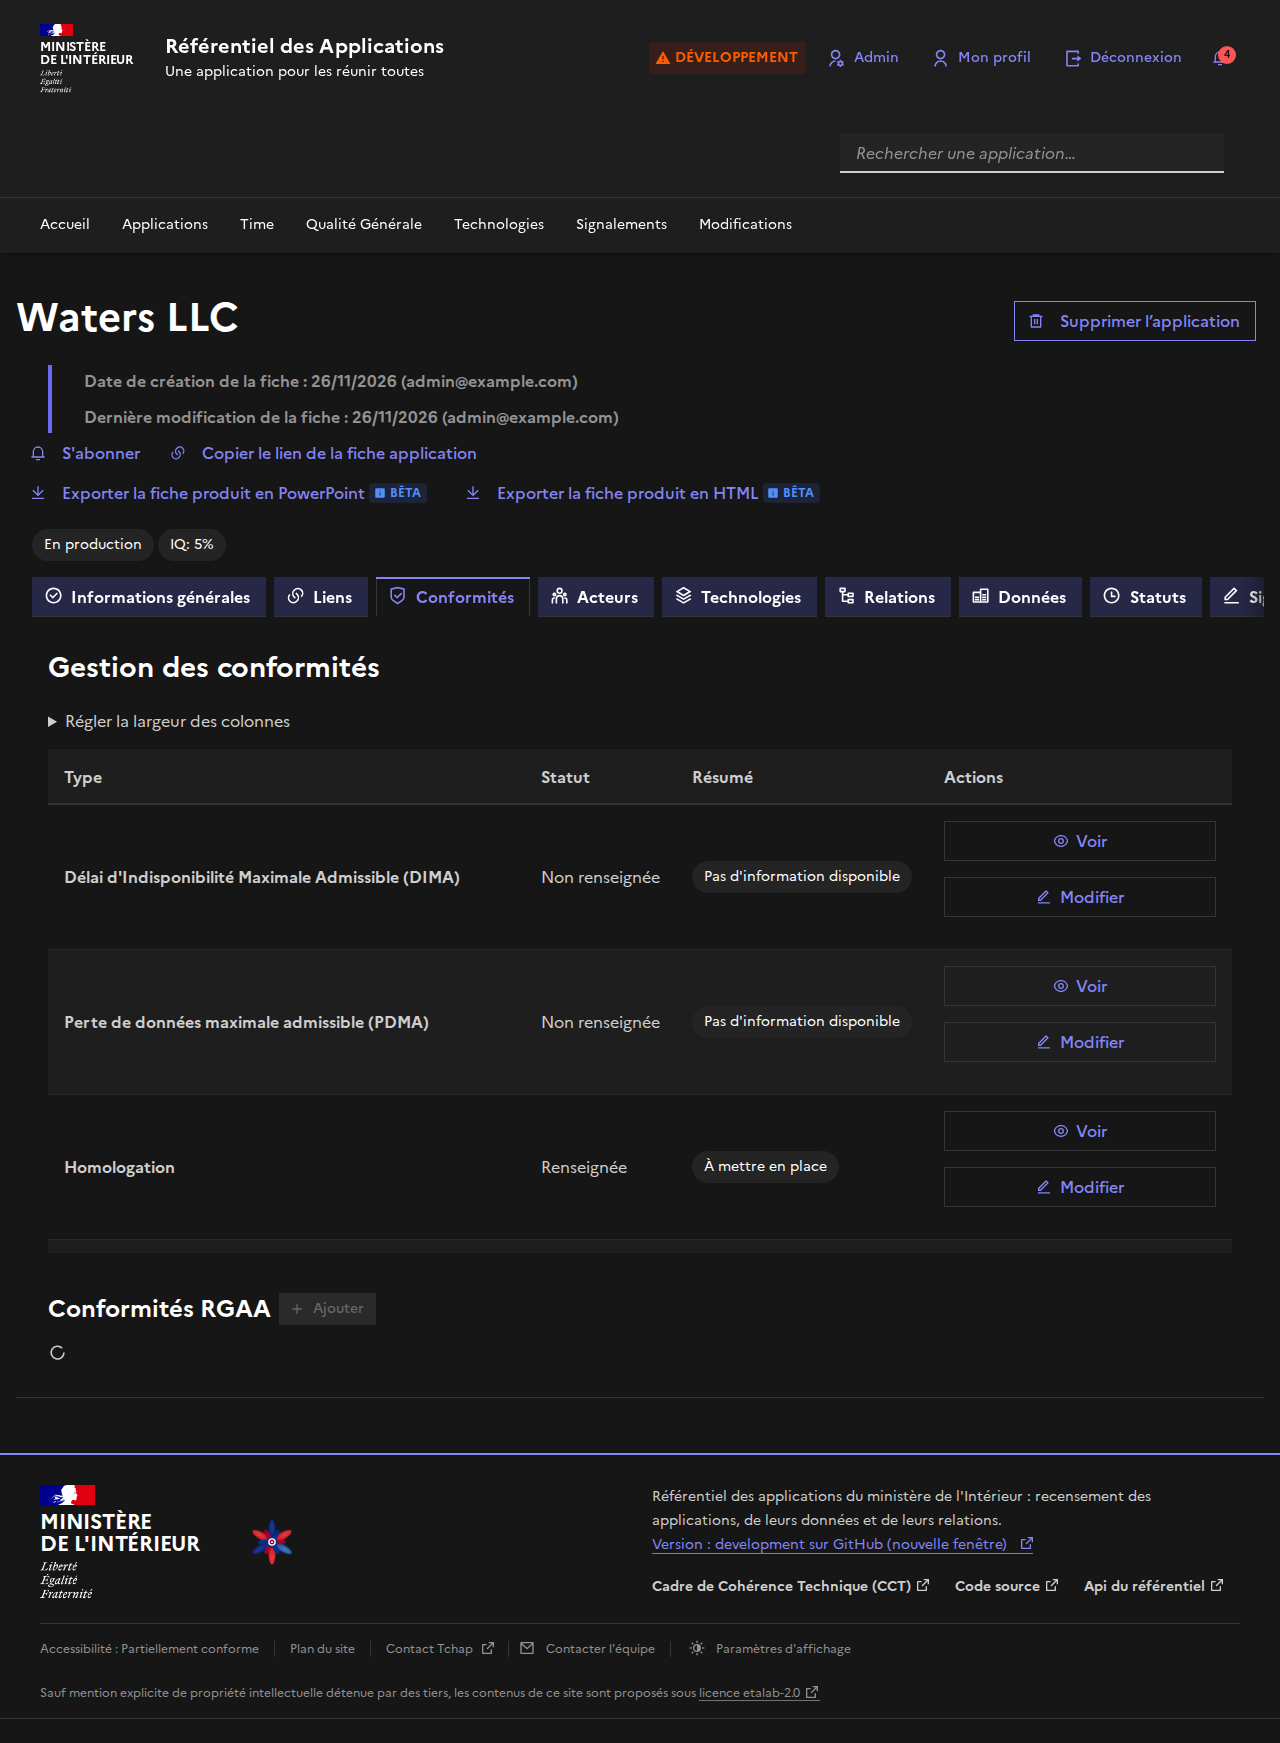 MINISTÈRE
DE L'INTÉRIEUR
Liberté
Égalité
Fraternité
Référentiel des Applications
Une application pour les réunir toutes
DÉVELOPPEMENT
Admin
Mon profil
Déconnexion
4
Rechercher une application…
Accueil
Applications
Time
Qualité Générale
Technologies
Signalements
Modifications
Waters LLC
Supprimer l’application
Date de création de la fiche : 26/11/2026 (admin@example.com)
Dernière modification de la fiche : 26/11/2026 (admin@example.com)
S'abonner
Copier le lien de la fiche application
Exporter la fiche produit en PowerPoint BÊTA
Exporter la fiche produit en HTML BÊTA
En production
IQ: 5%
Informations générales
Liens
Conformités
Acteurs
Technologies
Relations
Données
Statuts
Gestion des conformités
Régler la largeur des colonnes
Type Statut Résumé Actions
Voir
Délai d'Indisponibilité Maximale Admissible (DIMA) Non renseignée Pas d'information disponible
Modifier
Voir
Perte de données maximale admissible (PDMA) Non renseignée Pas d'information disponible
Modifier
Voir
Homologation Renseignée À mettre en place
Modifier
Conformités RGAA
Ajouter
MINISTÈRE
DE L'INTÉRIEUR
Liberté
Égalité
Fraternité
Référentiel des applications du ministère de l'Intérieur : recensement des
applications, de leurs données et de leurs relations.
Version : development sur GitHub (nouvelle fenêtre)
Cadre de Cohérence Technique (CCT)
Code source
Api du référentiel
Accessibilité : Partiellement conforme
Plan du site
Contact Tchap
Contacter l'équipe
Paramètres d'affichage
Sauf mention explicite de propriété intellectuelle détenue par des tiers, les contenus de ce site sont proposés sous licence etalab-2.0